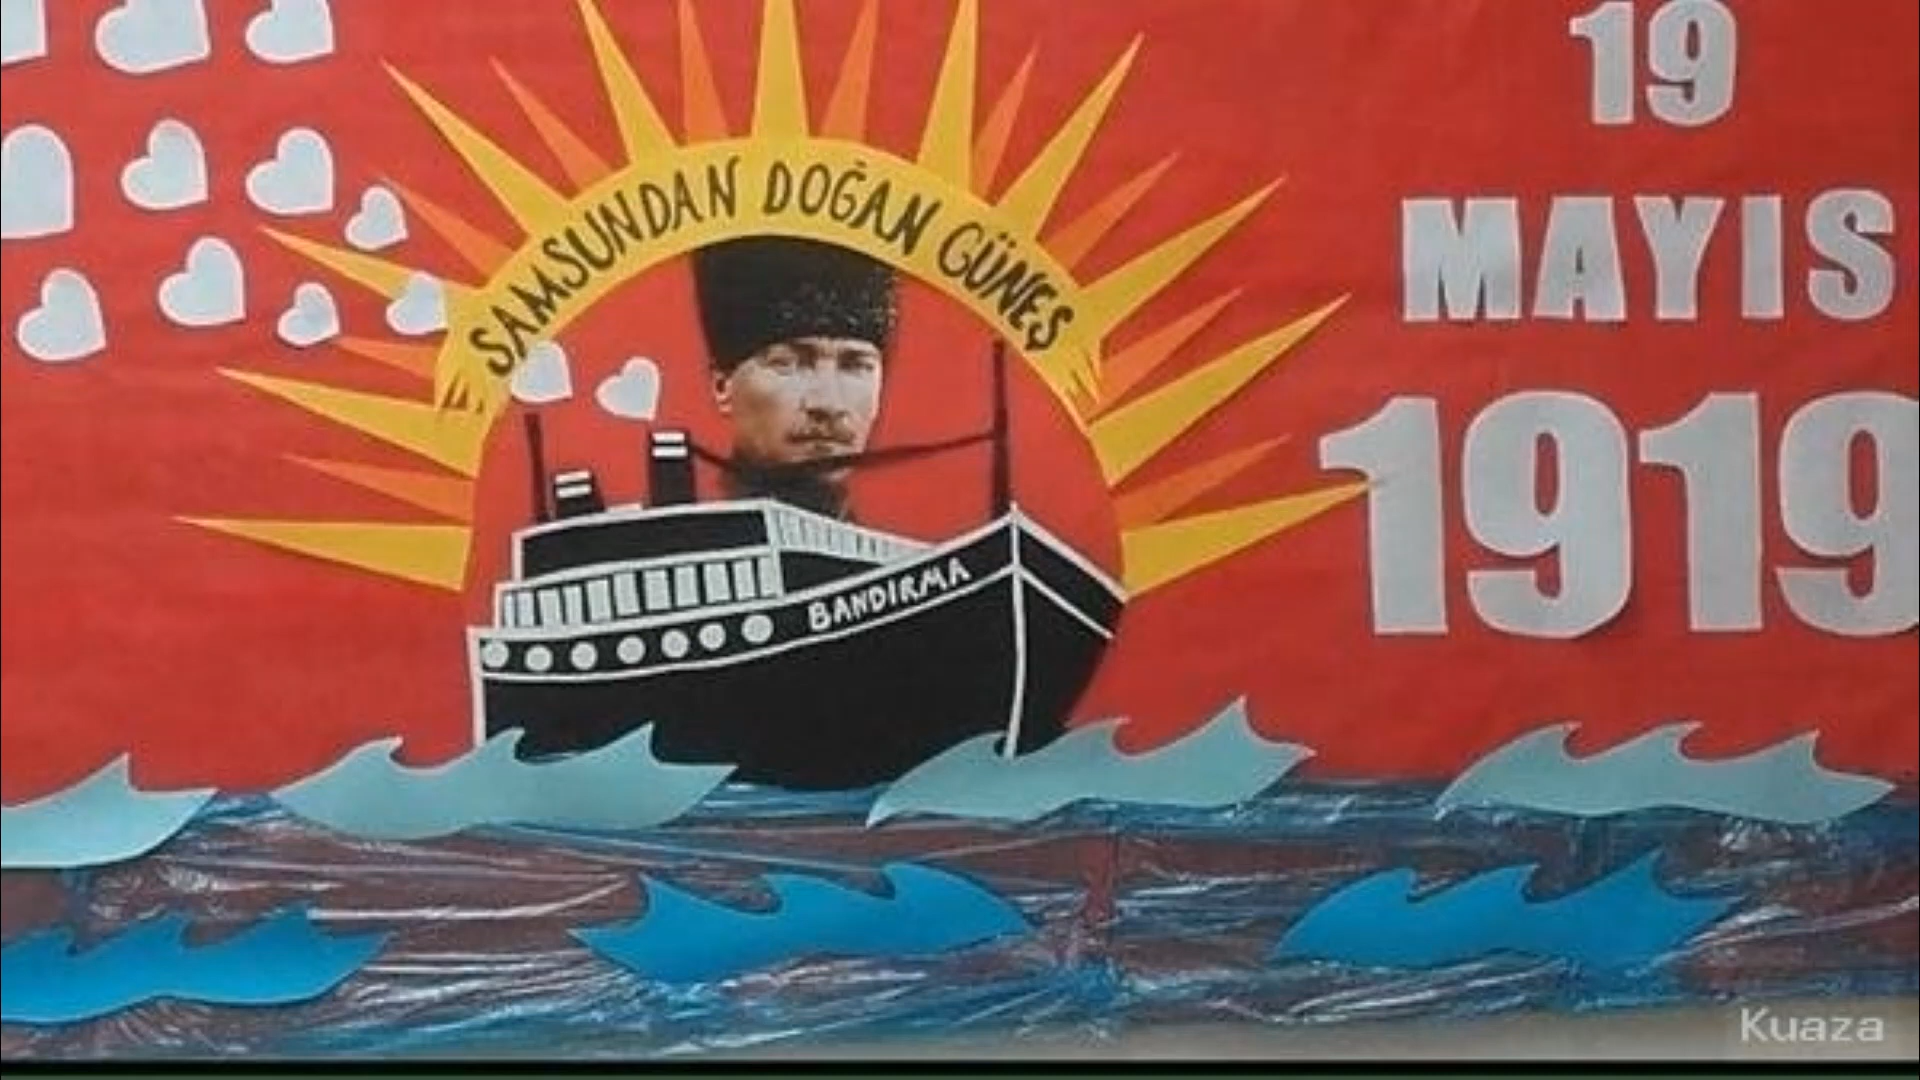 SAMSUNDAN DOĞAN GÜNEŞ
19
MAYIS
1919
BANDIRMA
Kuaza